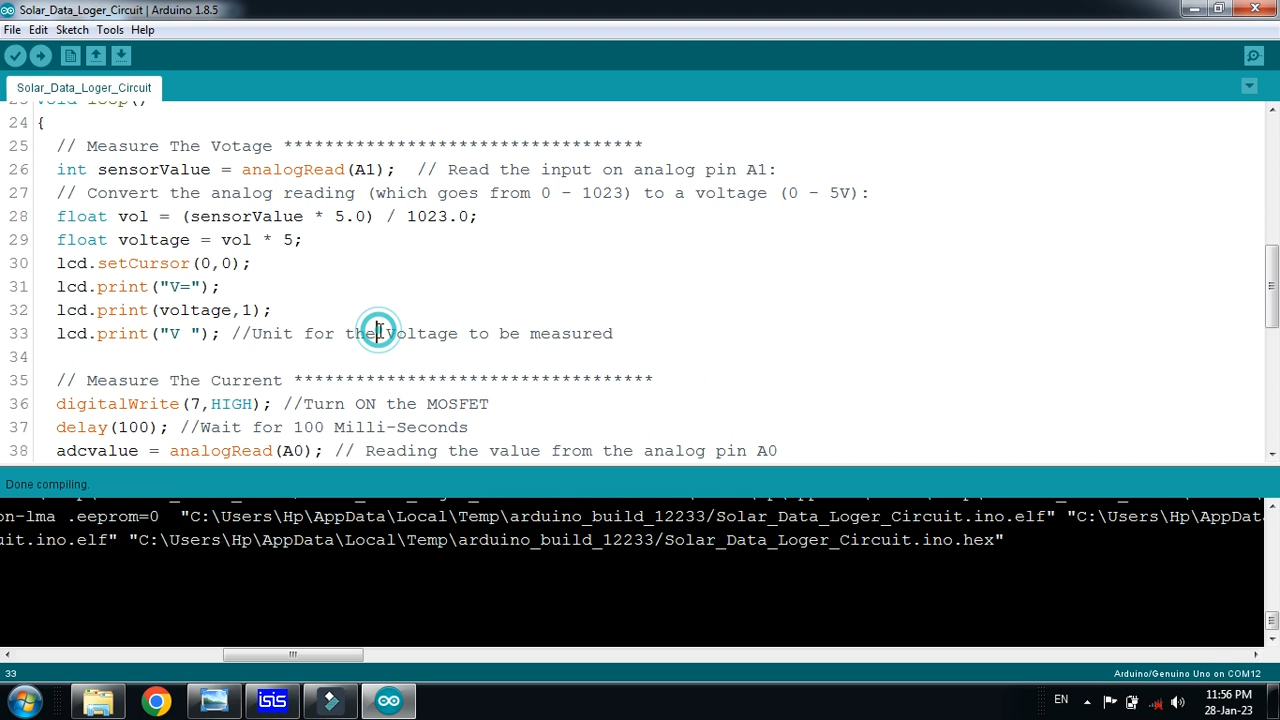 Solar_Data_Loger_Circuit | Arduino 1.8.5
File Edit Sketch Tools Help
Solar_Data_Loger_Circuit
23 void loop()
24 {
25 // Measure The Votage ***********************************
26 int sensorValue = analogRead(A1); // Read the input on analog pin A1:
27 // Convert the analog reading (which goes from 0 - 1023) to a voltage (0 - 5V):
28 float vol = (sensorValue * 5.0) / 1023.0;
29 float voltage = vol * 5;
30 lcd.setCursor(0,0);
31 lcd.print("V=");
32 lcd.print(voltage,1);
33 lcd.print("V "); //Unit for the Voltage to be measured
34
35 // Measure The Current ***********************************
36 digitalWrite(7,HIGH); //Turn ON the MOSFET
37 delay(100); //Wait for 100 Milli-Seconds
38 adcvalue = analogRead(A0); // Reading the value from the analog pin A0
Done compiling.
on-lma .eeprom=0 "C:\Users\Hp\AppData\Local\Temp\arduino_build_12233/Solar_Data_Loger_Circuit.ino.elf" "C:\Users\Hp\AppData
uit.ino.elf" "C:\Users\Hp\AppData\Local\Temp\arduino_build_12233/Solar_Data_Loger_Circuit.ino.hex"
33
Arduino/Genuino Uno on COM12
isis
EN
11:56 PM
28-Jan-23